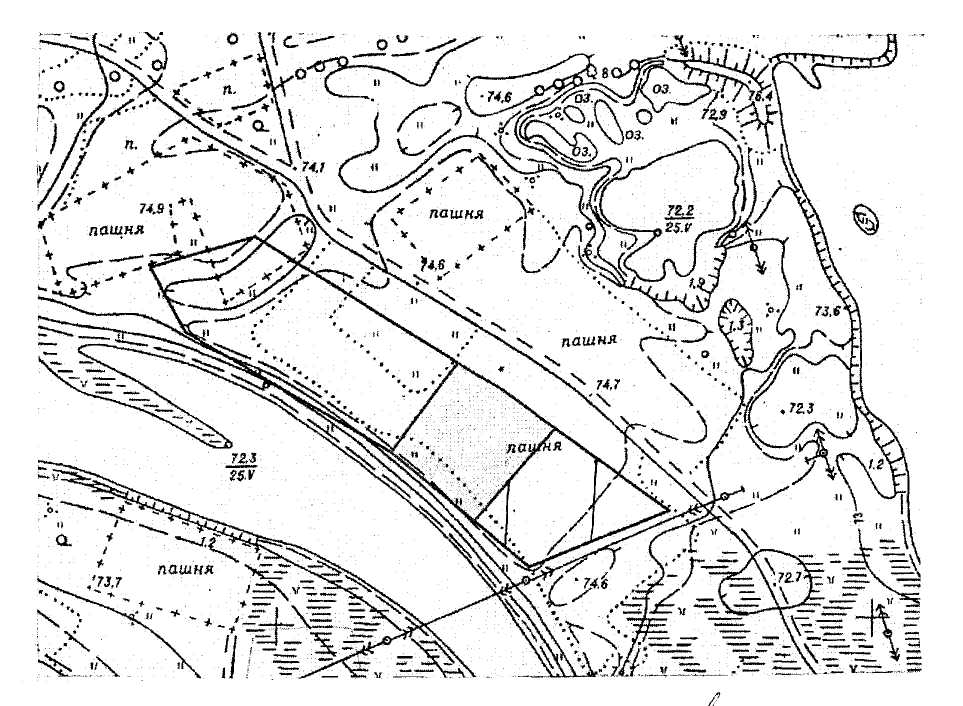 74,6
8
оз.
оз.
72,9
76,4
п.
п.
оз.
оз.
74,1
74,9
пашня
пашня
72,2
25.V
74,6
1,9
1,3
73,6
пашня
74,7
72,3
пашня
72,3
25.V
1,2
73
1,2
пашня
73,7
74,6
72,7